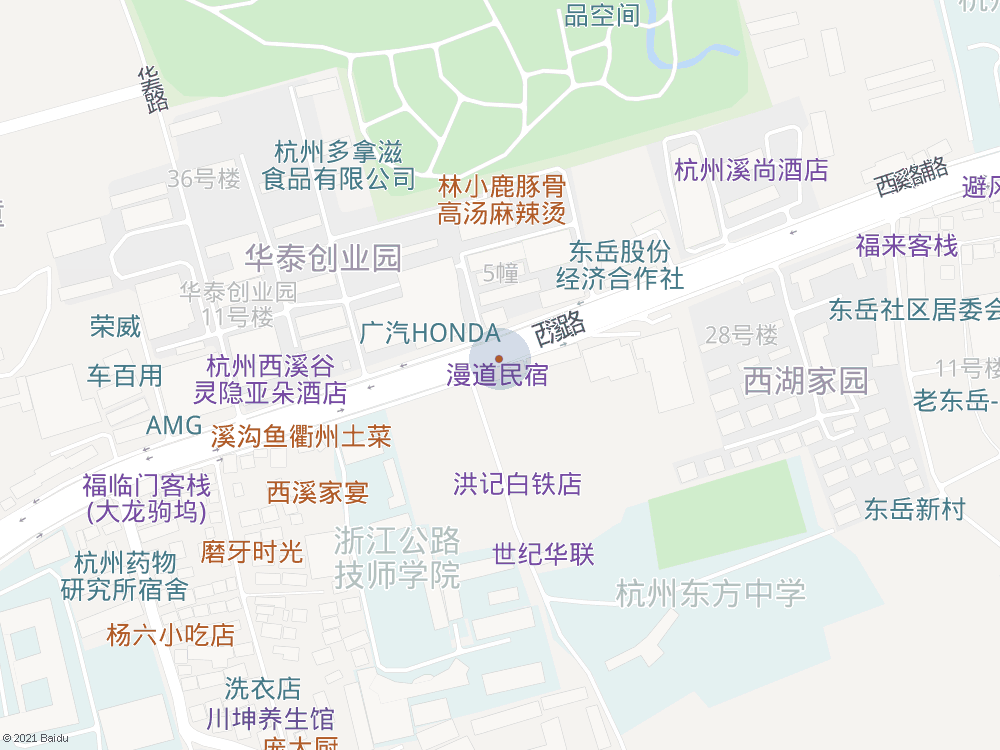 品空间
华泰路
杭州多拿滋
食品有限公司
36号楼
林小鹿豚骨
高汤麻辣烫
杭州溪尚酒店
西溪路辅路
福来客栈
华泰创业园
5幢
东岳股份
经济合作社
华泰创业园
11号楼
东岳社区居委会
荣威
广汽HONDA
西溪路
28号楼
车百用
杭州西溪谷
灵隐亚朵酒店
漫道民宿
西湖家园
11号楼
老东岳-
AMG
溪沟鱼衢州土菜
福临门客栈
(大龙驹坞)
西溪家宴
洪记白铁店
东岳新村
磨牙时光
浙江公路
技师学院
世纪华联
杭州药物
研究所宿舍
杭州东方中学
杨六小吃店
洗衣店
川坤养生馆
© 2021 Baidu